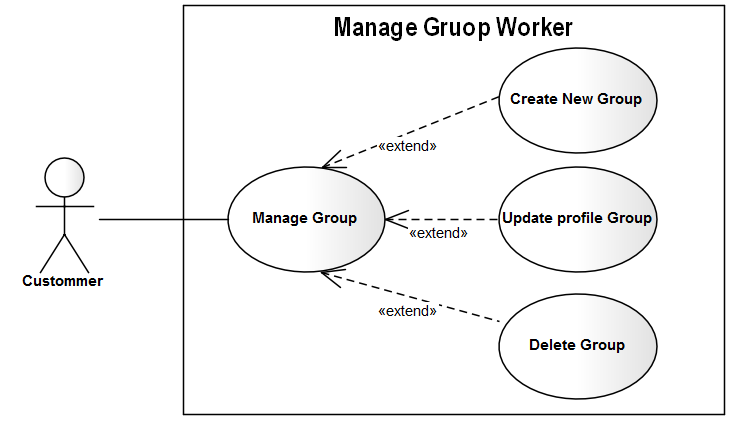 Manage Gruop Worker
Create New Group
«extend»
Manage Group
Update profile Group
«extend»
Custommer
«extend»
Delete Group